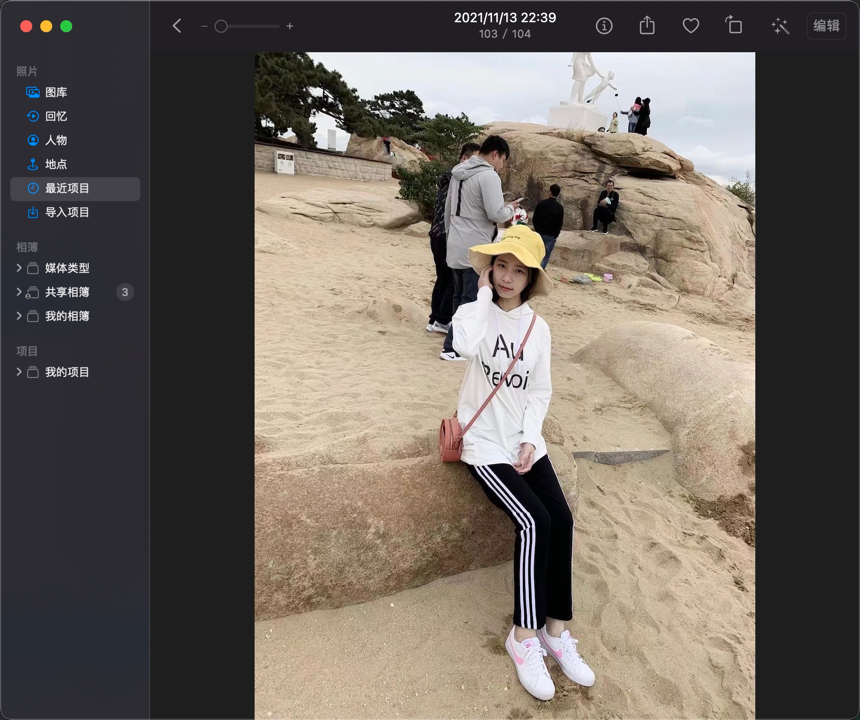 2021/11/13 22:39
103 / 104
编辑
照片
图库
回忆
人物
地点
最近项目
导入项目
相簿
媒体类型
共享相簿
3
我的相簿
项目
我的项目
Au
Revoi